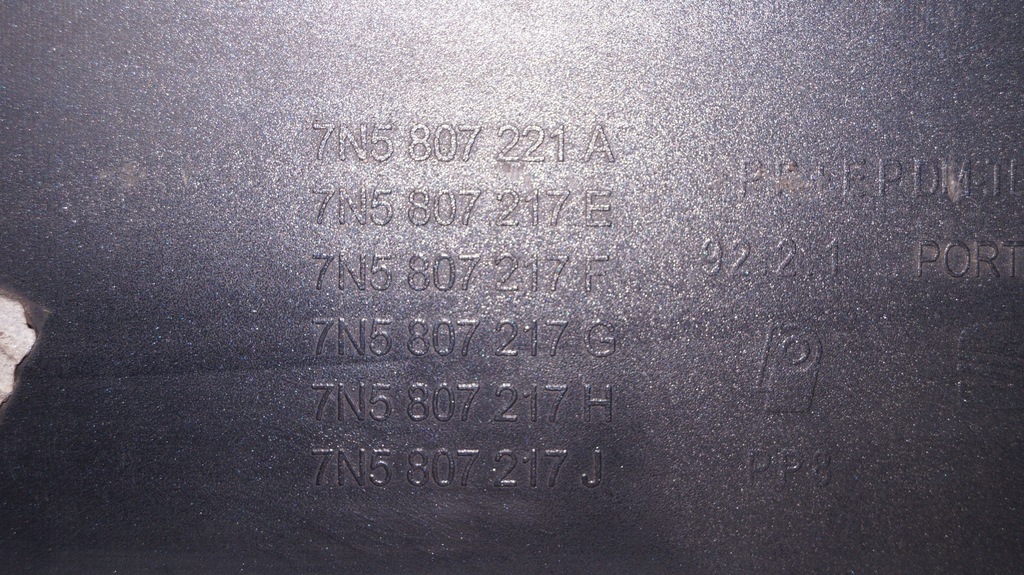 7N5 807 221 A
7N5 807 217 E
7N5 807 217 F
7N5 807 217 G
7N5 807 217 H
7N5 807 217 J
92.2.1 PORT
PP8